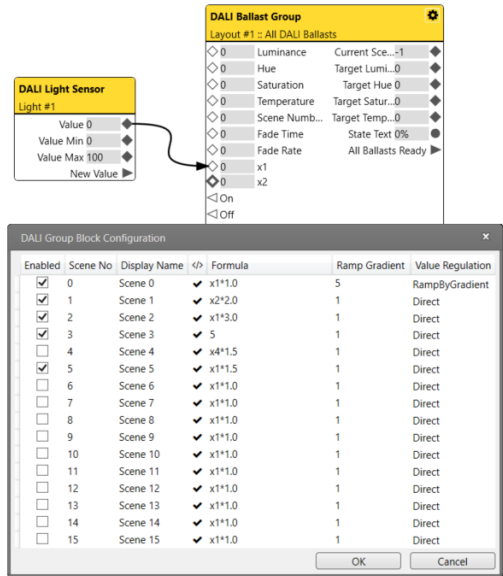 DALI Ballast Group
Layout #1 :: All DALI Ballasts
0 Luminance Current Sce...-1
0 Hue Target Lumi...0
0 Saturation Target Hue 0
0 Temperature Target Satur...0
0 Scene Numb... Target Temp...0
0 Fade Time State Text 0%
0 Fade Rate All Ballasts Ready
0 x1
0 x2
On
Off
DALI Light Sensor
Light #1
Value 0
Value Min 0
Value Max 100
New Value
DALI Group Block Configuration x
Enabled Scene No Display Name </> Formula Ramp Gradient Value Regulation
0 Scene 0 x1*1.0 5 RampByGradient
1 Scene 1 x2*2.0 1 Direct
2 Scene 2 x1*3.0 1 Direct
3 Scene 3 5 1 Direct
4 Scene 4 x4*1.5 1 Direct
5 Scene 5 x1*1.5 1 Direct
6 Scene 6 x1*1.0 1 Direct
7 Scene 7 x1*1.0 1 Direct
8 Scene 8 x1*1.0 1 Direct
9 Scene 9 x1*1.0 1 Direct
10 Scene 10 x1*1.0 1 Direct
11 Scene 11 x1*1.0 1 Direct
12 Scene 12 x1*1.0 1 Direct
13 Scene 13 x1*1.0 1 Direct
14 Scene 14 x1*1.0 1 Direct
15 Scene 15 x1*1.0 1 Direct
OK Cancel